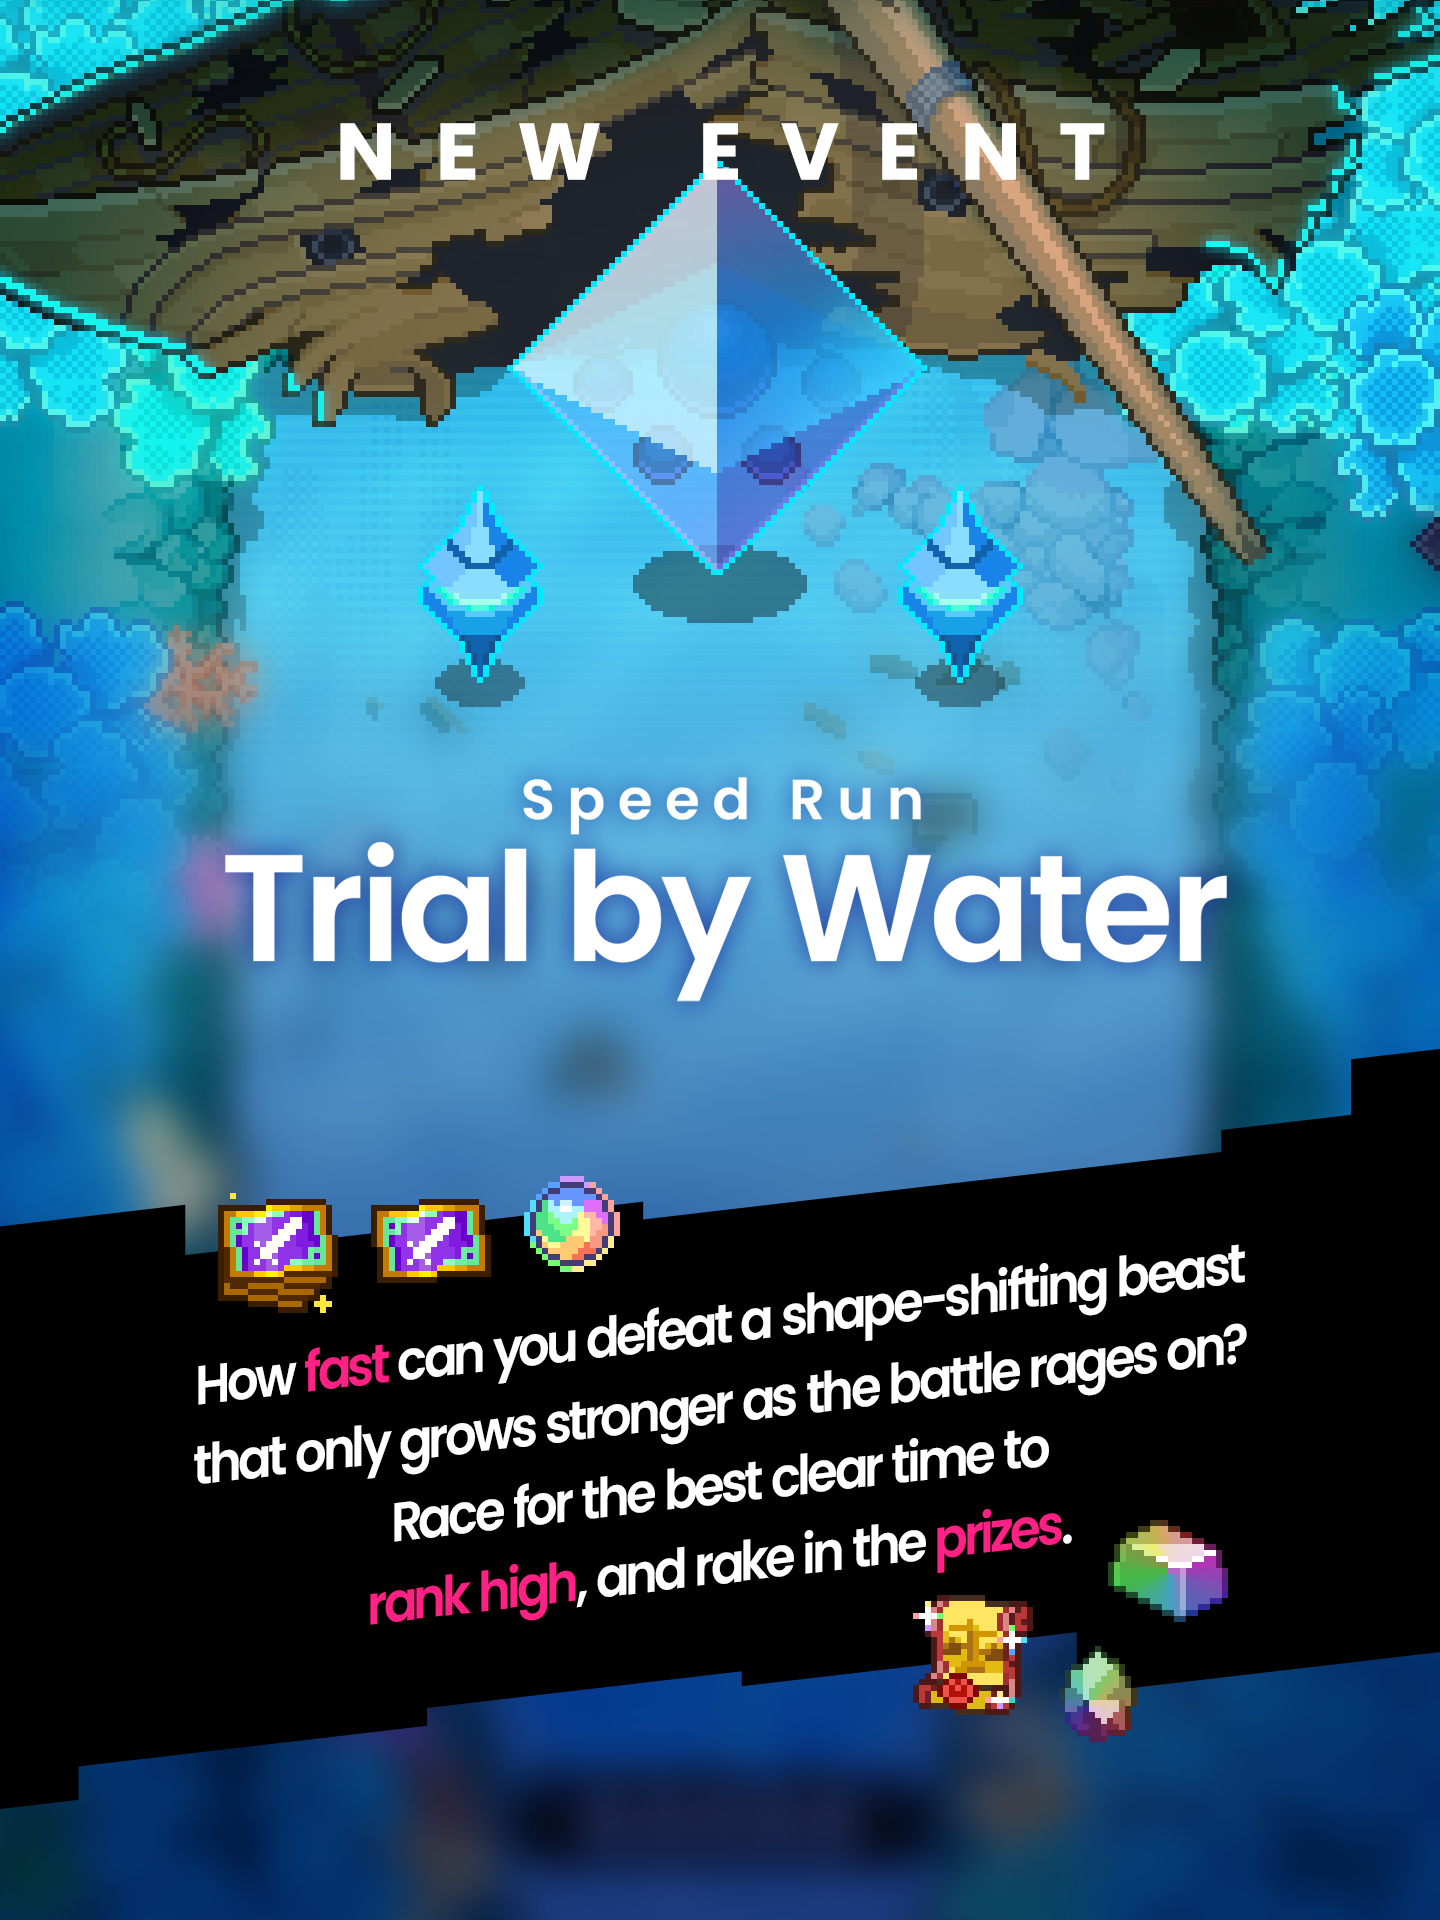 NEW EVENT
Speed Run
Trial by Water
How fast can you defeat a shape-shifting beast
that only grows stronger as the battle rages on?
Race for the best clear time to
rank high, and rake in the prizes.